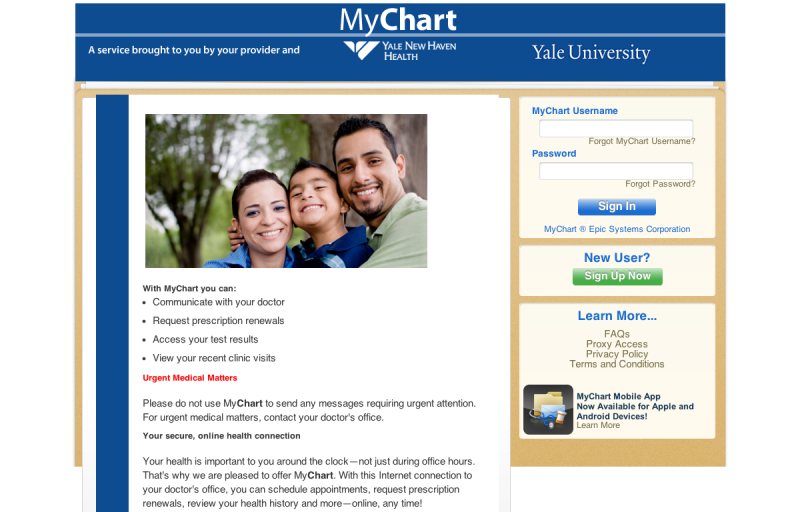 MyChart
A service brought to you by your provider and
YALE NEW HAVEN
HEALTH
Yale University
With MyChart you can:
• Communicate with your doctor
• Request prescription renewals
• Access your test results
• View your recent clinic visits
Urgent Medical Matters
Please do not use MyChart to send any messages requiring urgent attention.
For urgent medical matters, contact your doctor's office.
Your secure, online health connection
Your health is important to you around the clock—not just during office hours.
That's why we are pleased to offer MyChart. With this Internet connection to
your doctor's office, you can schedule appointments, request prescription
renewals, review your health history and more—online, any time!
MyChart Username
Forgot MyChart Username?
Password
Forgot Password?
Sign In
MyChart ® Epic Systems Corporation
New User?
Sign Up Now
Learn More...
FAQs
Proxy Access
Privacy Policy
Terms and Conditions
MyChart Mobile App
Now Available for Apple and
Android Devices!
Learn More